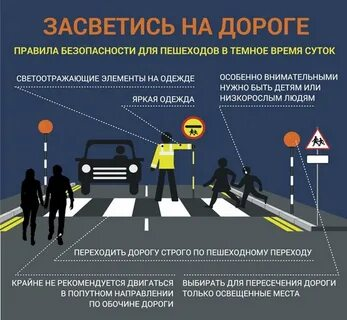 ЗАСВЕТИСЬ НА ДОРОГЕ
ПРАВИЛА БЕЗОПАСНОСТИ ДЛЯ ПЕШЕХОДОВ В ТЕМНОЕ ВРЕМЯ СУТОК
СВЕТООТРАЖАЮЩИЕ ЭЛЕМЕНТЫ НА ОДЕЖДЕ
ЯРКАЯ ОДЕЖДА
ОСОБЕННО ВНИМАТЕЛЬНЫМИ
НУЖНО БЫТЬ ДЕТЯМ ИЛИ
НИЗКОРОСЛЫМ ЛЮДЯМ
ПЕРЕХОДИТЬ ДОРОГУ СТРОГО ПО ПЕШЕХОДНОМУ ПЕРЕХОДУ
КРАЙНЕ НЕ РЕКОМЕНДУЕТСЯ ДВИГАТЬСЯ
В ПОПУТНОМ НАПРАВЛЕНИИ
ПО ОБОЧИНЕ ДОРОГИ
ВЫБИРАТЬ ДЛЯ ПЕРЕСЕЧЕНИЯ ДОРОГИ
ТОЛЬКО ОСВЕЩЕННЫЕ МЕСТА